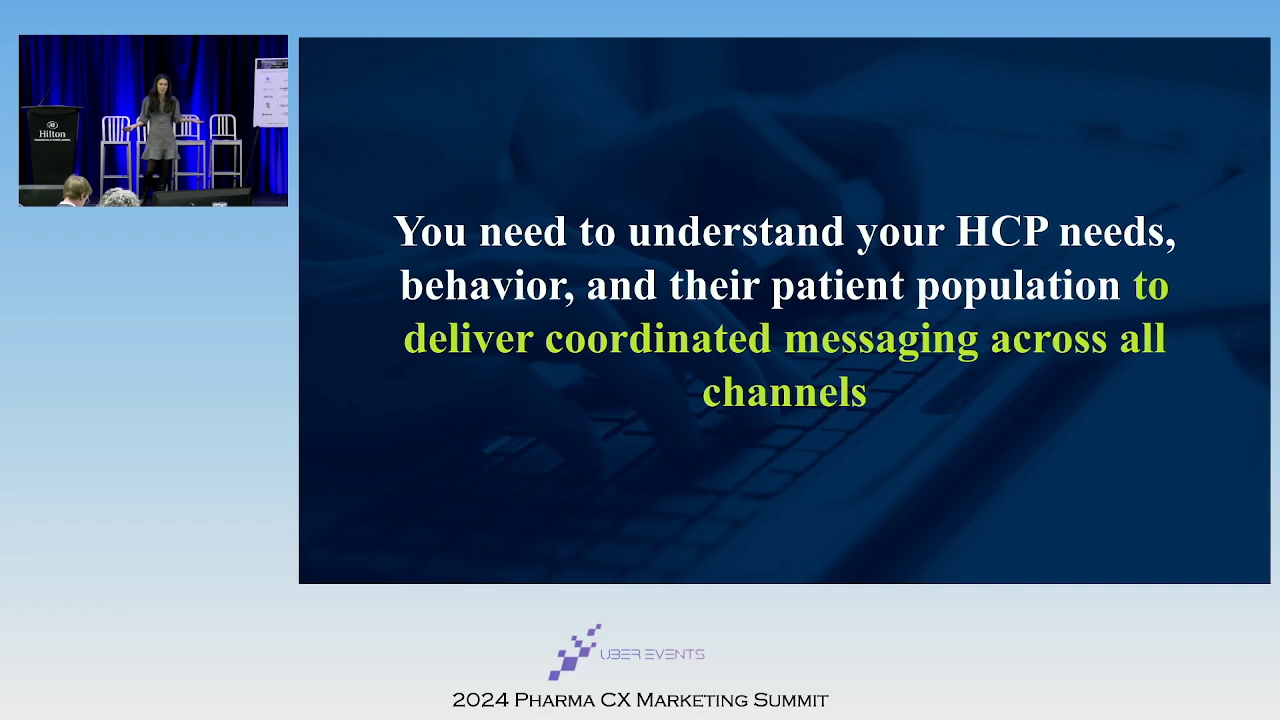 Hilton
You need to understand your HCP needs,
behavior, and their patient population to
deliver coordinated messaging across all
channels
UBER EVENTS
2024 Pharma CX Marketing Summit